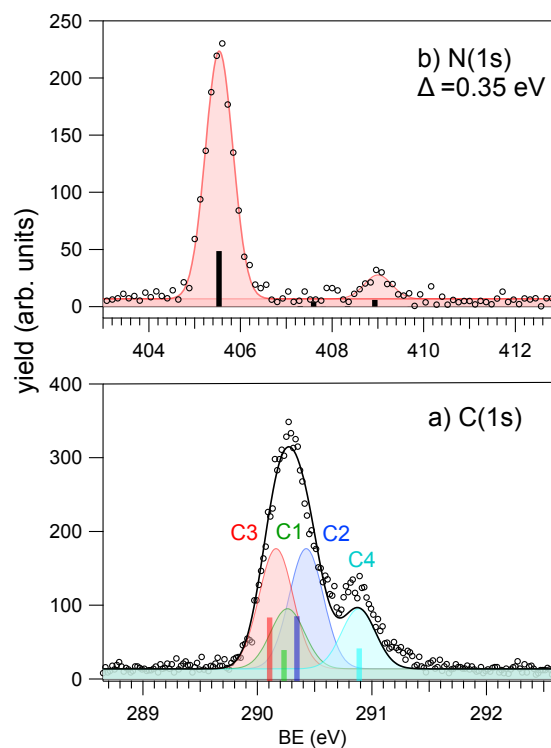 250
200
150
100
50
0
b) N(1s)
Δ =0.35 eV
404 406 408 410 412
yield (arb. units)
400
300
200
100
0
a) C(1s)
C3 C1 C2 C4
289 290 291 292
BE (eV)